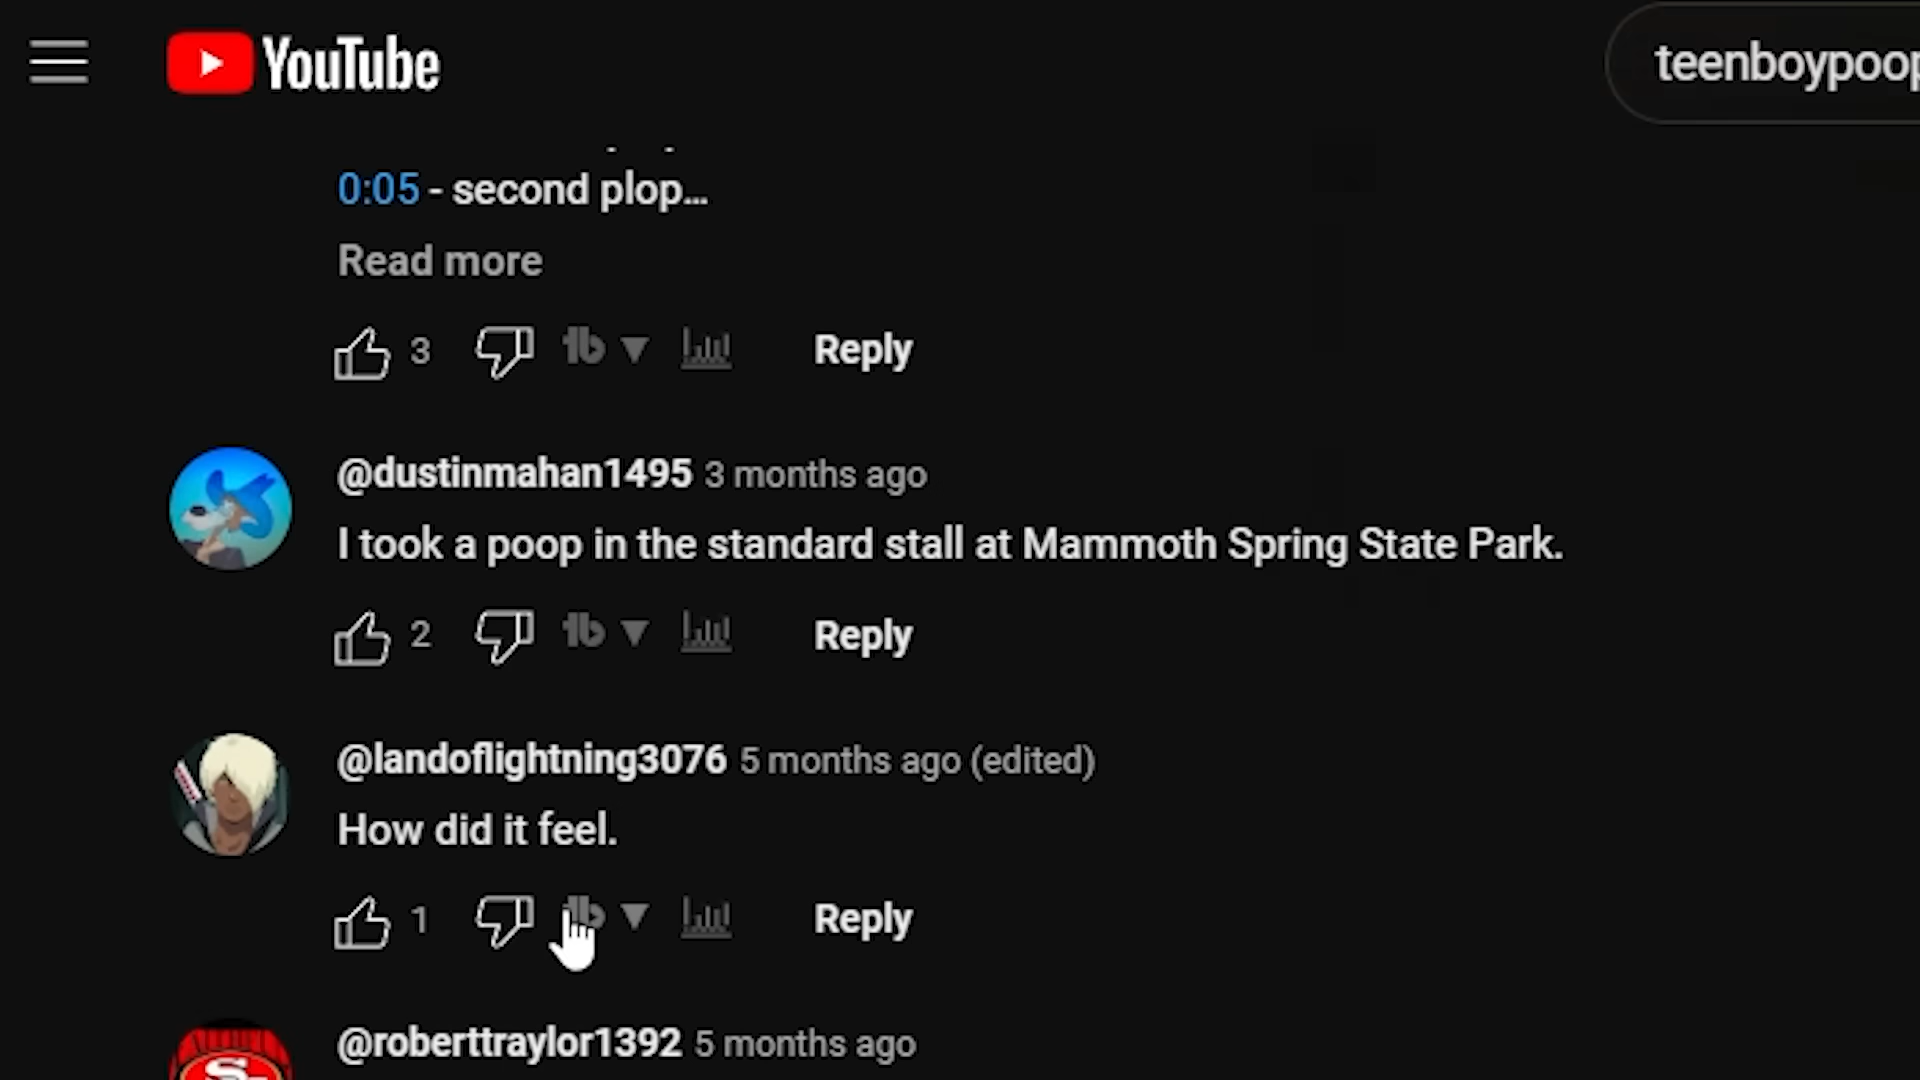 YouTube
teenboypoop
0:05 - second plop...
Read more
3
Reply
@dustinmahan1495 3 months ago
I took a poop in the standard stall at Mammoth Spring State Park.
2
Reply
@landoflightning3076 5 months ago (edited)
How did it feel.
1
Reply
@roberttraylor1392 5 months ago